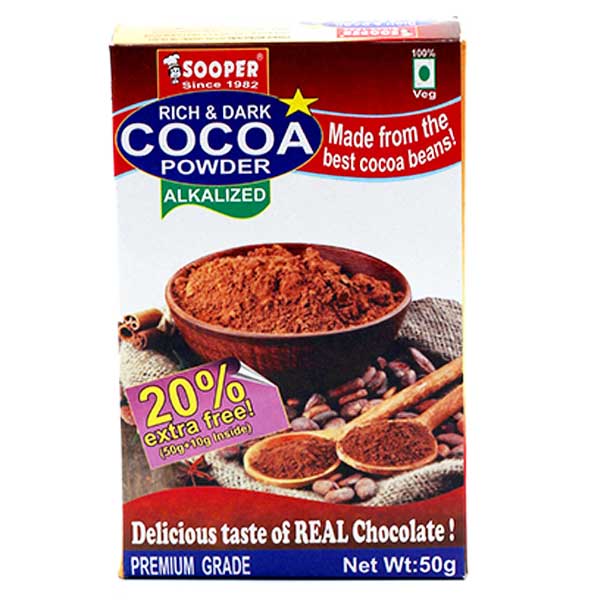 SOOPER
Since 1982
100%
Veg
RICH & DARK
COCOA
POWDER
ALKALIZED
Made from the
best cocoa beans!
20%
extra free!
(50g+10g Inside)
Delicious taste of REAL Chocolate !
PREMIUM GRADE
Net Wt:50g